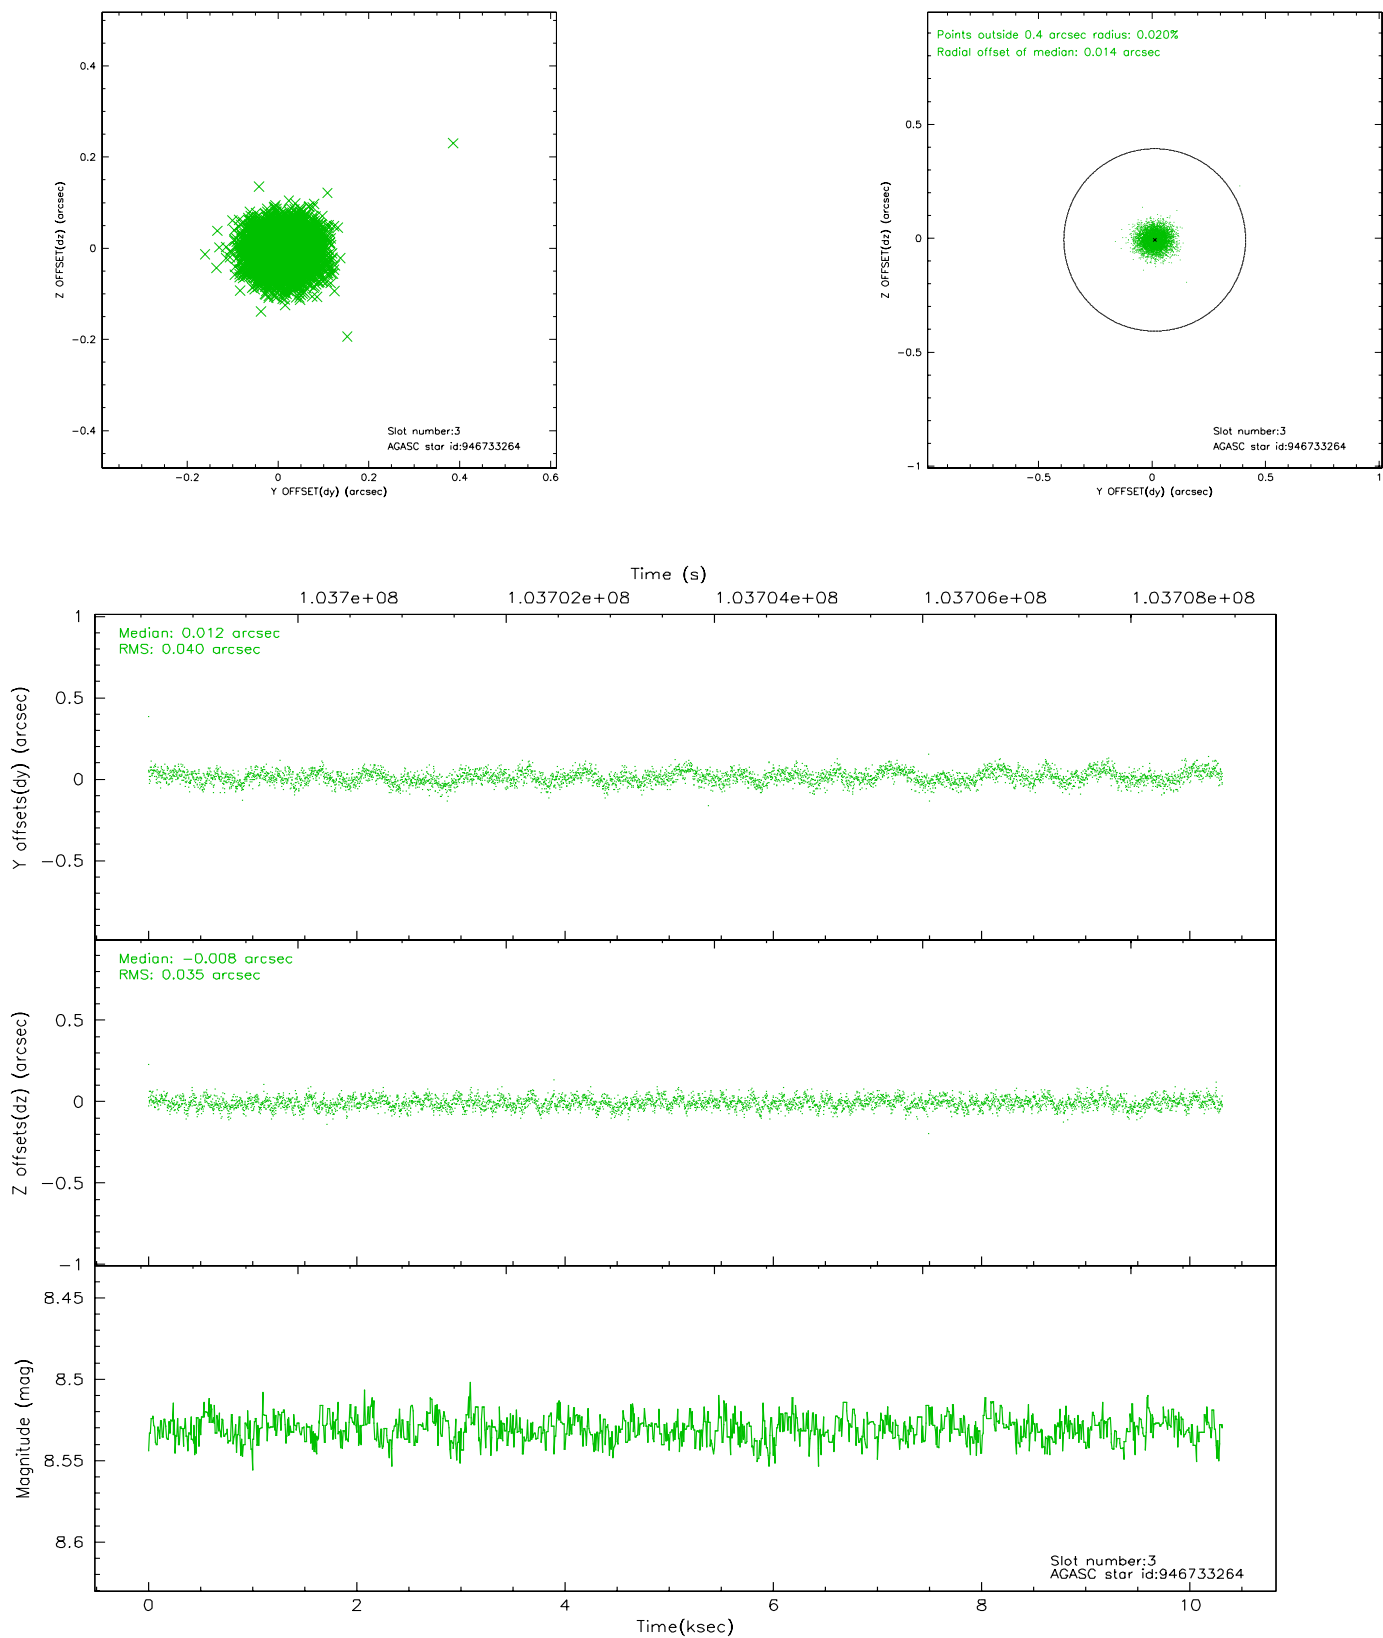 0.4
0.2
0
−0.2
−0.4
Z OFFSET(dz) (arcsec)
−0.2 0 0.2 0.4 0.6
Y OFFSET(dy) (arcsec)
Slot number:3
AGASC star id:946733264
Points outside 0.4 arcsec radius: 0.020%
Radial offset of median: 0.014 arcsec
0.5
0
−0.5
−1
Z OFFSET(dz) (arcsec)
−0.5 0 0.5 1
Y OFFSET(dy) (arcsec)
Slot number:3
AGASC star id:946733264
Time (s)
1.037e+08 1.03702e+08 1.03704e+08 1.03706e+08 1.03708e+08
Median: 0.012 arcsec
RMS: 0.040 arcsec
1
0.5
0
−0.5
Y offsets(dy) (arcsec)
Median: −0.008 arcsec
RMS: 0.035 arcsec
0.5
0
−0.5
−1
Z offsets(dz) (arcsec)
8.45
8.5
8.55
8.6
Magnitude (mag)
Slot number:3
AGASC star id:946733264
0 2 4 6 8 10
Time(ksec)